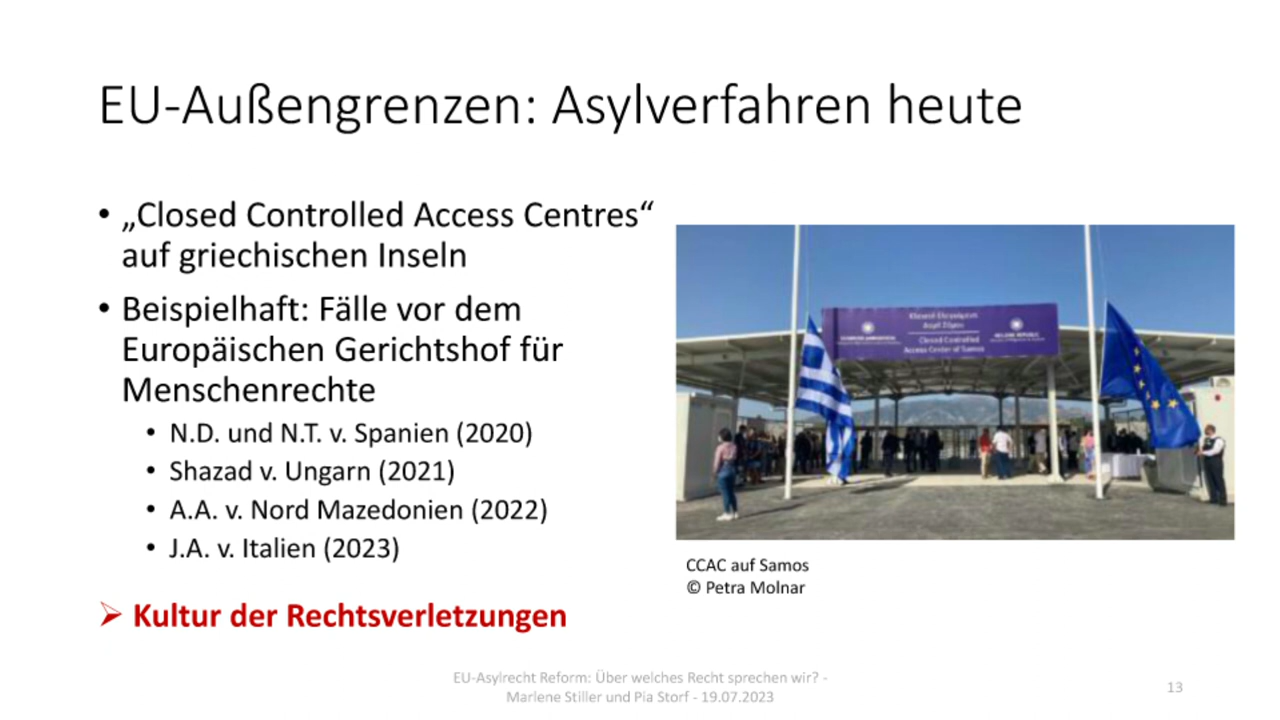 EU-Außengrenzen: Asylverfahren heute
• „Closed Controlled Access Centres“
auf griechischen Inseln
• Beispielhaft: Fälle vor dem
Europäischen Gerichtshof für
Menschenrechte
• N.D. und N.T. v. Spanien (2020)
• Shazad v. Ungarn (2021)
• A.A. v. Nord Mazedonien (2022)
• J.A. v. Italien (2023)
➢ Kultur der Rechtsverletzungen
Closed Controlled
Access Center of Samos
CCAC auf Samos
© Petra Molnar
EU-Asylrecht Reform: Über welches Recht sprechen wir? -
Marlene Stiller und Pia Storf - 19.07.2023
13